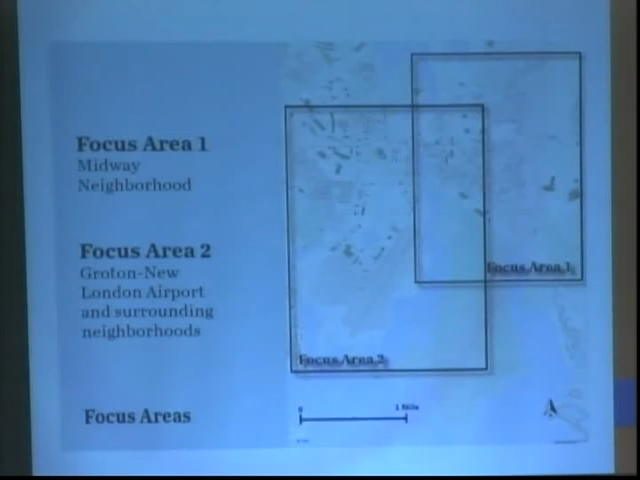 Focus Area 1
Midway
Neighborhood
Focus Area 2
Groton-New
London Airport
and surrounding
neighborhoods
Focus Areas
Focus Area 1
Focus Area 2
0
1 Mile